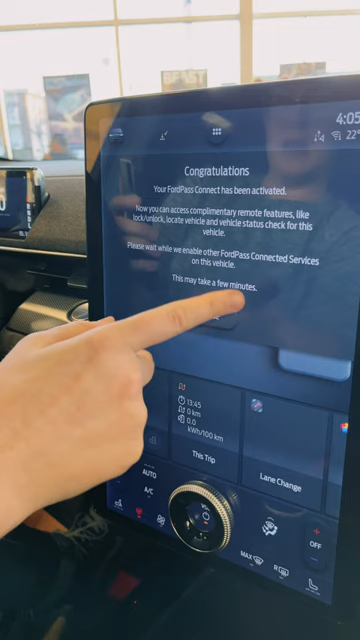 BEAST
4:05
22°
Congratulations
Your FordPass Connect has been activated.
Now you can access complimentary remote features, like
lock/unlock, locate vehicle and vehicle status check for this
vehicle.
Please wait while we enable other FordPass Connected Services
on this vehicle.
This may take a few minutes.
13:45
0 km
0.0
kWh/100 km
This Trip
Lane Change
AUTO
A/C
OFF
MAX
R